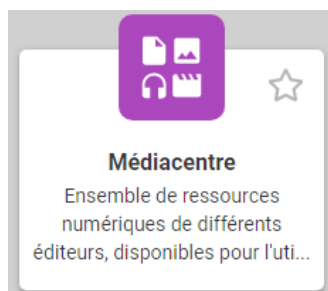 Médiacentre
Ensemble de ressources
numériques de différents
éditeurs, disponibles pour l'uti...